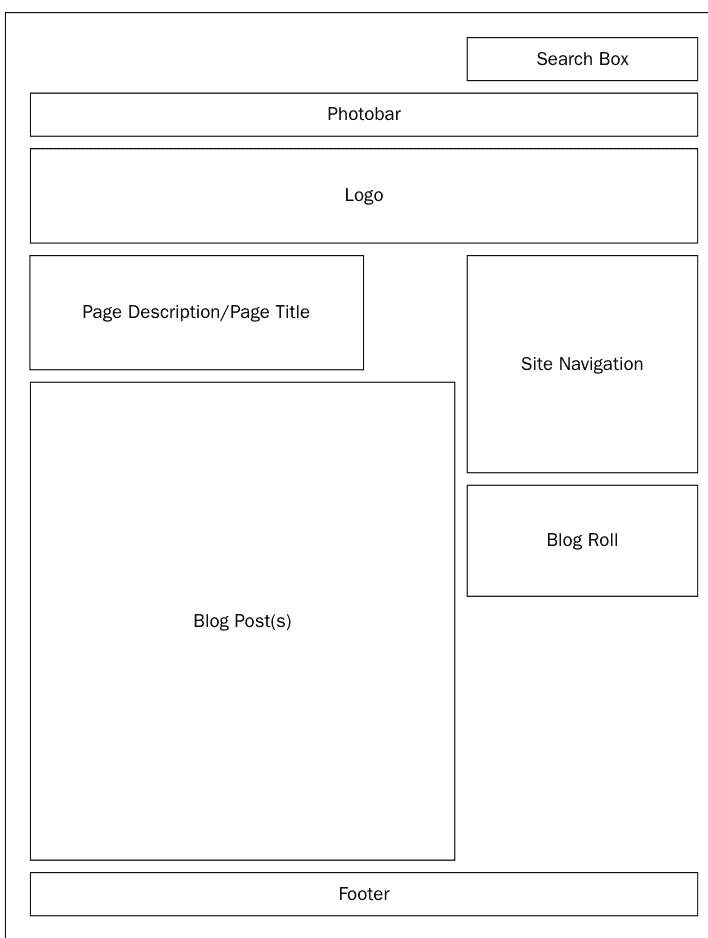 Search Box
Photobar
Logo
Page Description/Page Title
Site Navigation
Blog Roll
Blog Post(s)
Footer